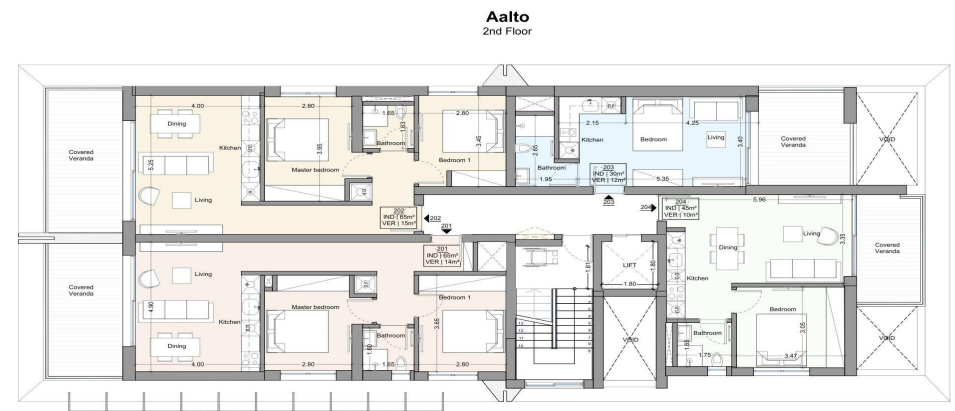 Aalto
2nd Floor
4.00
Dining
Kitchen
5.25
Living
Covered
Veranda
2.80
3.95
Master bedroom
1.65
1.63
Bathroom
2.80
3.45
Bedroom 1
202
IND | 65m²
VER | 15m²
202
201
201
IND | 65m²
VER | 14m²
2.15
Kitchen
Bedroom
4.25
Living
3.40
2.65
Bathroom
1.95
5.35
203
IND | 30m²
VER | 12m²
203
Covered
Veranda
VOID
204
204
IND | 45m²
VER | 10m²
5.96
Living
3.35
Dining
Kitchen
Covered
Veranda
Bedroom
3.05
3.47
Bathroom
1.65
1.75
VOID
1.61
LIFT
1.80
1.80
VOID
Living
4.90
Kitchen
Dining
4.00
Covered
Veranda
Master bedroom
2.80
Bathroom
1.60
1.65
Bedroom 1
3.65
2.80